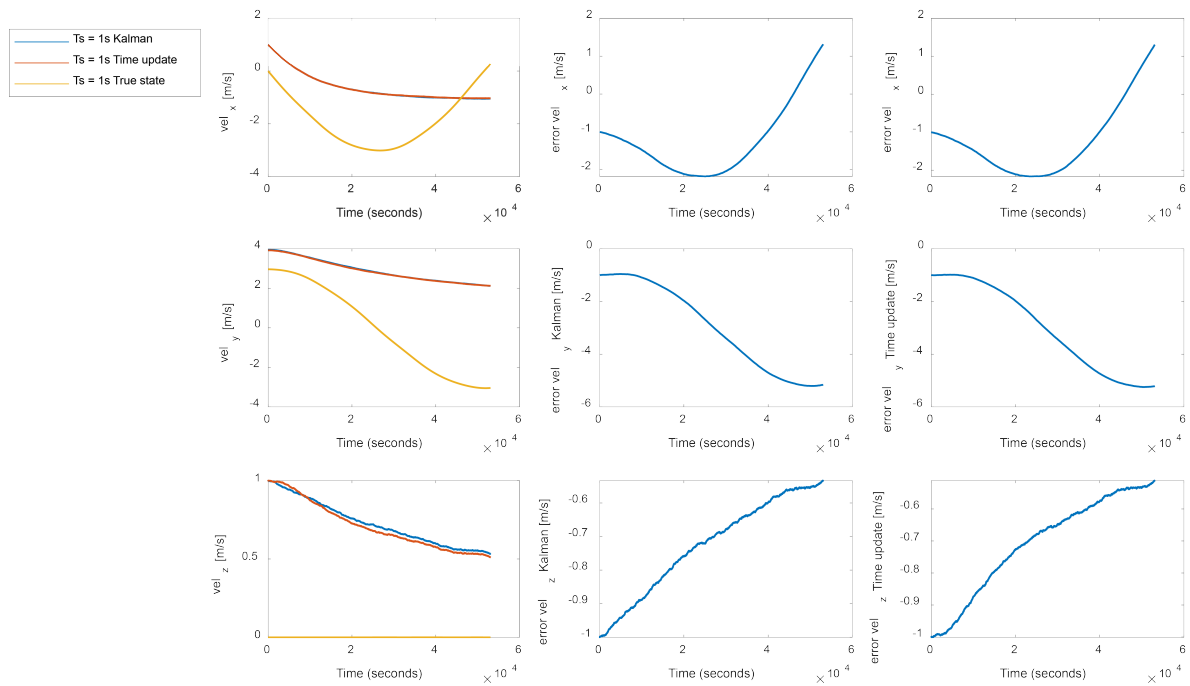 Ts = 1s Kalman
Ts = 1s Time update
Ts = 1s True state
2
0
-2
-4
vel x [m/s]
0
2
4
6
Time (seconds)
× 10 4
2
1
0
-1
-2
error vel x [m/s]
0
2
4
6
Time (seconds)
× 10 4
2
1
0
-1
-2
error vel x [m/s]
0
2
4
6
Time (seconds)
× 10 4
4
2
0
-2
-4
vel y [m/s]
0
2
4
6
Time (seconds)
× 10 4
0
-2
-4
-6
error vel y Kalman [m/s]
0
2
4
6
Time (seconds)
× 10 4
0
-2
-4
-6
error vel y Time update [m/s]
0
2
4
6
Time (seconds)
× 10 4
1
0.5
0
vel z [m/s]
0
2
4
6
Time (seconds)
× 10 4
-0.6
-0.7
-0.8
-0.9
-1
error vel z Kalman [m/s]
0
2
4
6
Time (seconds)
× 10 4
-0.6
-0.7
-0.8
-0.9
-1
error vel z Time update [m/s]
0
2
4
6
Time (seconds)
× 10 4